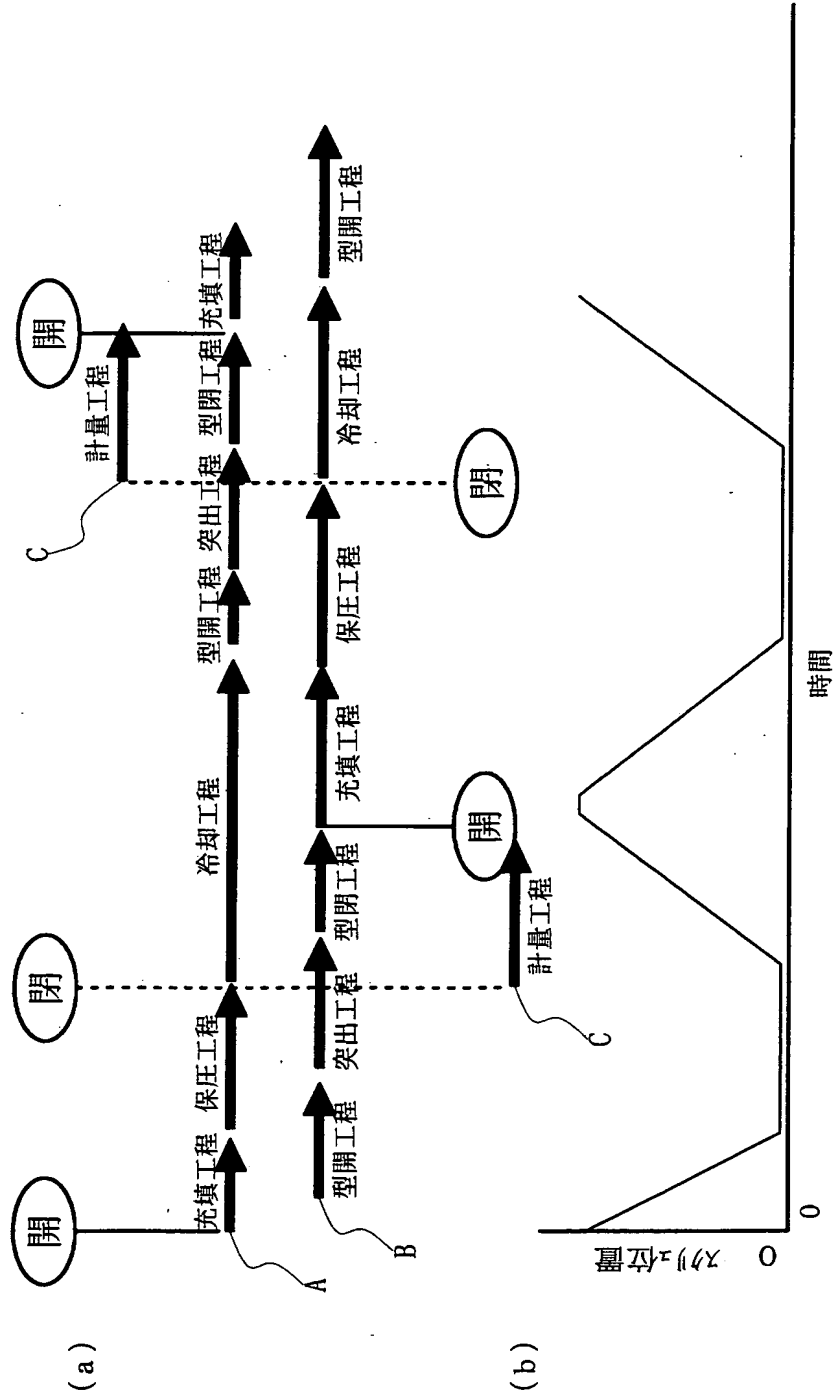 (a)
開
閉
開
C
計量工程
充填工程
保圧工程
冷却工程
型開工程
突出工程
型閉工程
充填工程
A
型開工程
突出工程
型閉工程
充填工程
保圧工程
冷却工程
型開工程
B
計量工程
C
開
閉
(b)
スクリュ位置
0
0
時間